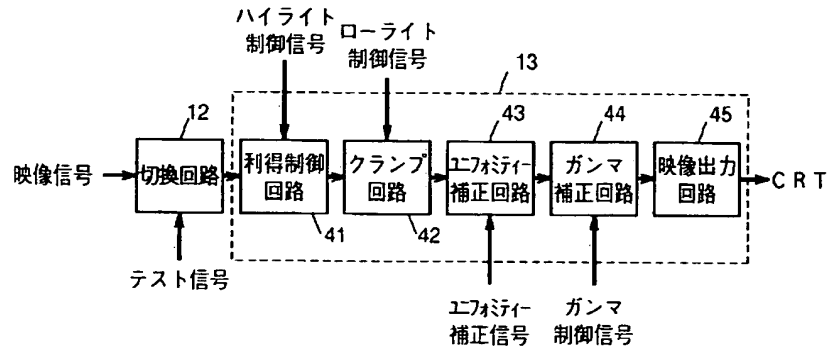 ハイライト
制御信号
ローライト
制御信号
13
12
43
44
45
映像信号
切換回路
利得制御
回路
クランプ
回路
ユニフォミティー
補正回路
ガンマ
補正回路
映像出力
回路
CRT
41
42
テスト信号
ユニフォミティー
補正信号
ガンマ
制御信号